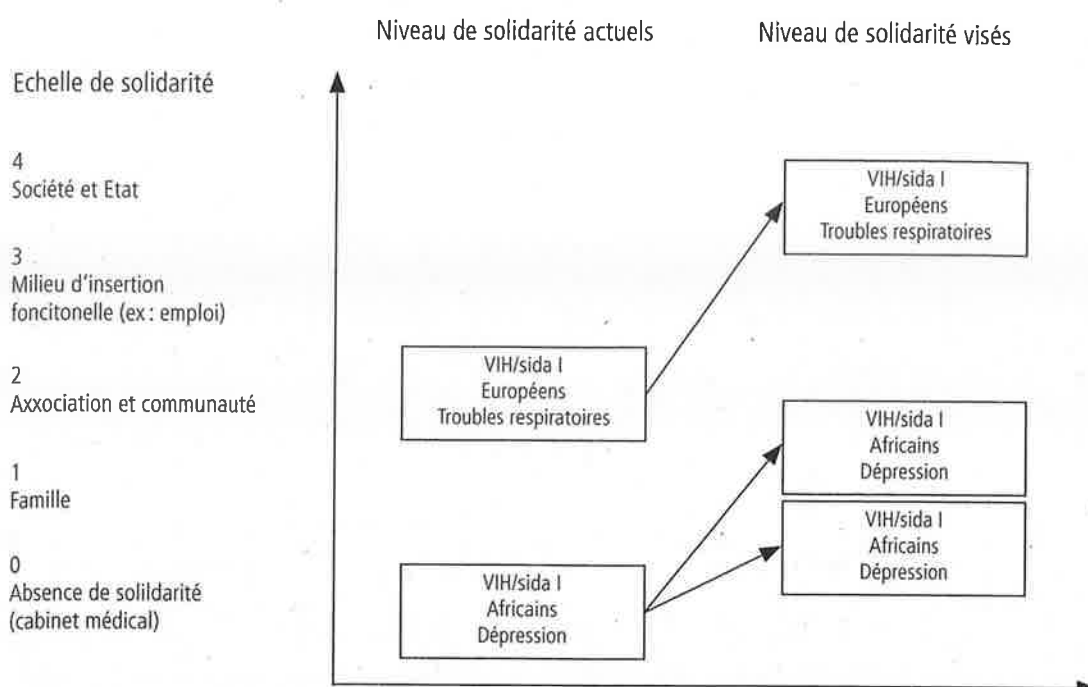 Niveau de solidarité actuels
Niveau de solidarité visés
Echelle de solidarité
4
Société et Etat
3
Milieu d'insertion
foncitonelle (ex : emploi)
2
Axxociation et communauté
1
Famille
0
Absence de solildarité
(cabinet médical)
VIH/sida I
Européens
Troubles respiratoires
VIH/sida I
Africains
Dépression
VIH/sida I
Européens
Troubles respiratoires
VIH/sida I
Africains
Dépression
VIH/sida I
Africains
Dépression